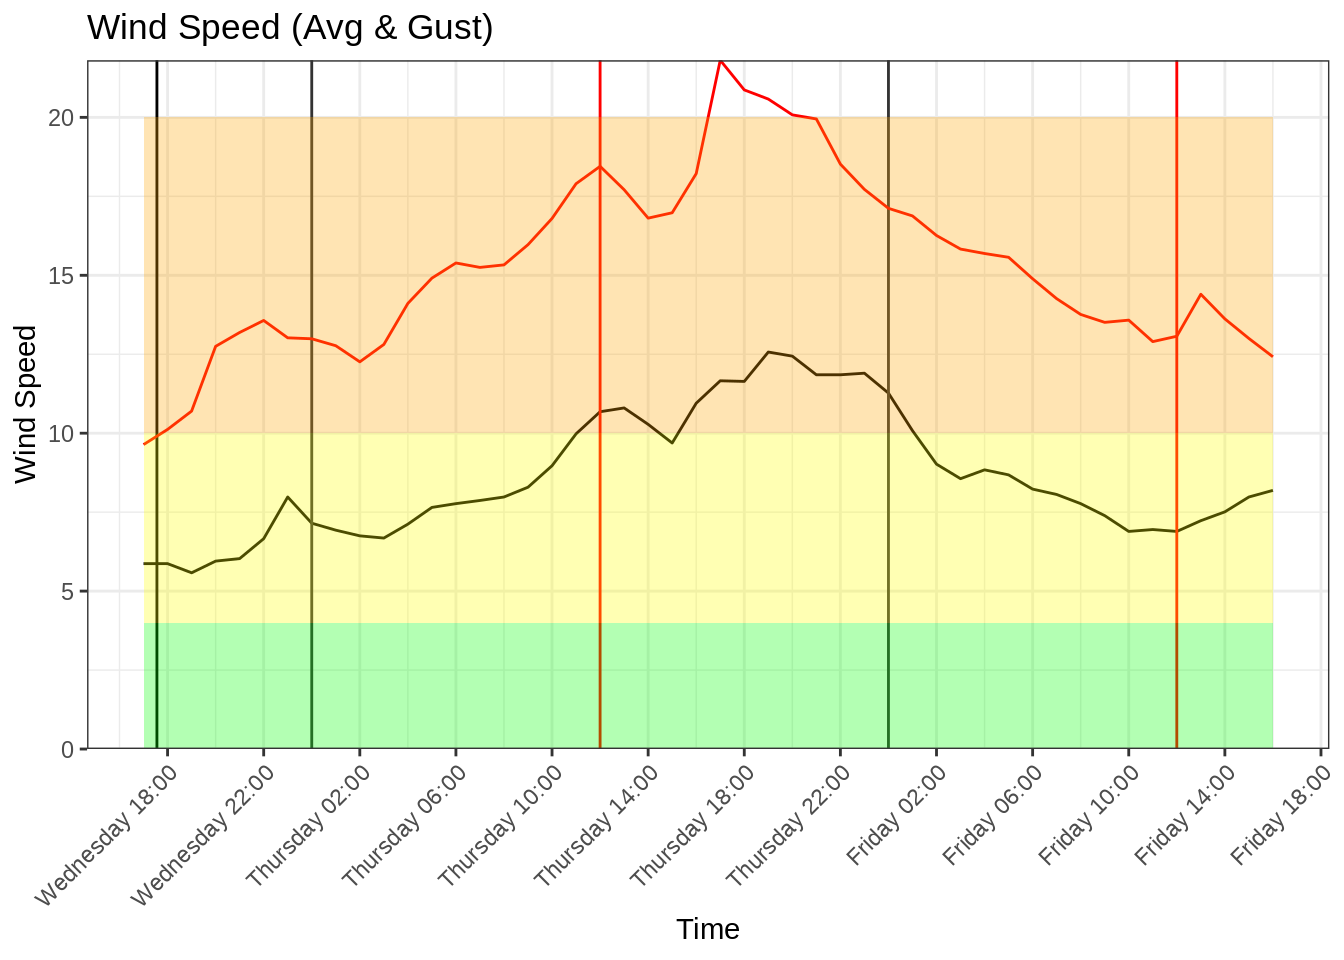 Wind Speed (Avg & Gust)
Wind Speed
20
15
10
5
0
Wednesday 18:00
Wednesday 22:00
Thursday 02:00
Thursday 06:00
Thursday 10:00
Thursday 14:00
Thursday 18:00
Thursday 22:00
Friday 02:00
Friday 06:00
Friday 10:00
Friday 14:00
Friday 18:00
Time